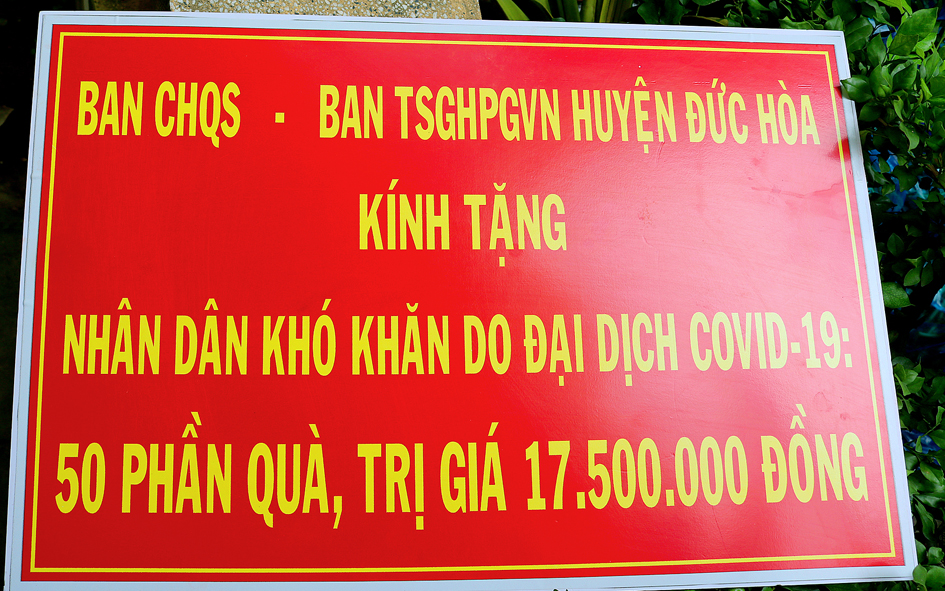 BAN CHQS - BAN TSGHPGVN HUYỆN ĐỨC HÒA
KÍNH TẶNG
NHÂN DÂN KHÓ KHĂN DO ĐẠI DỊCH COVID-19:
50 PHẦN QUÀ, TRỊ GIÁ 17.500.000 ĐỒNG